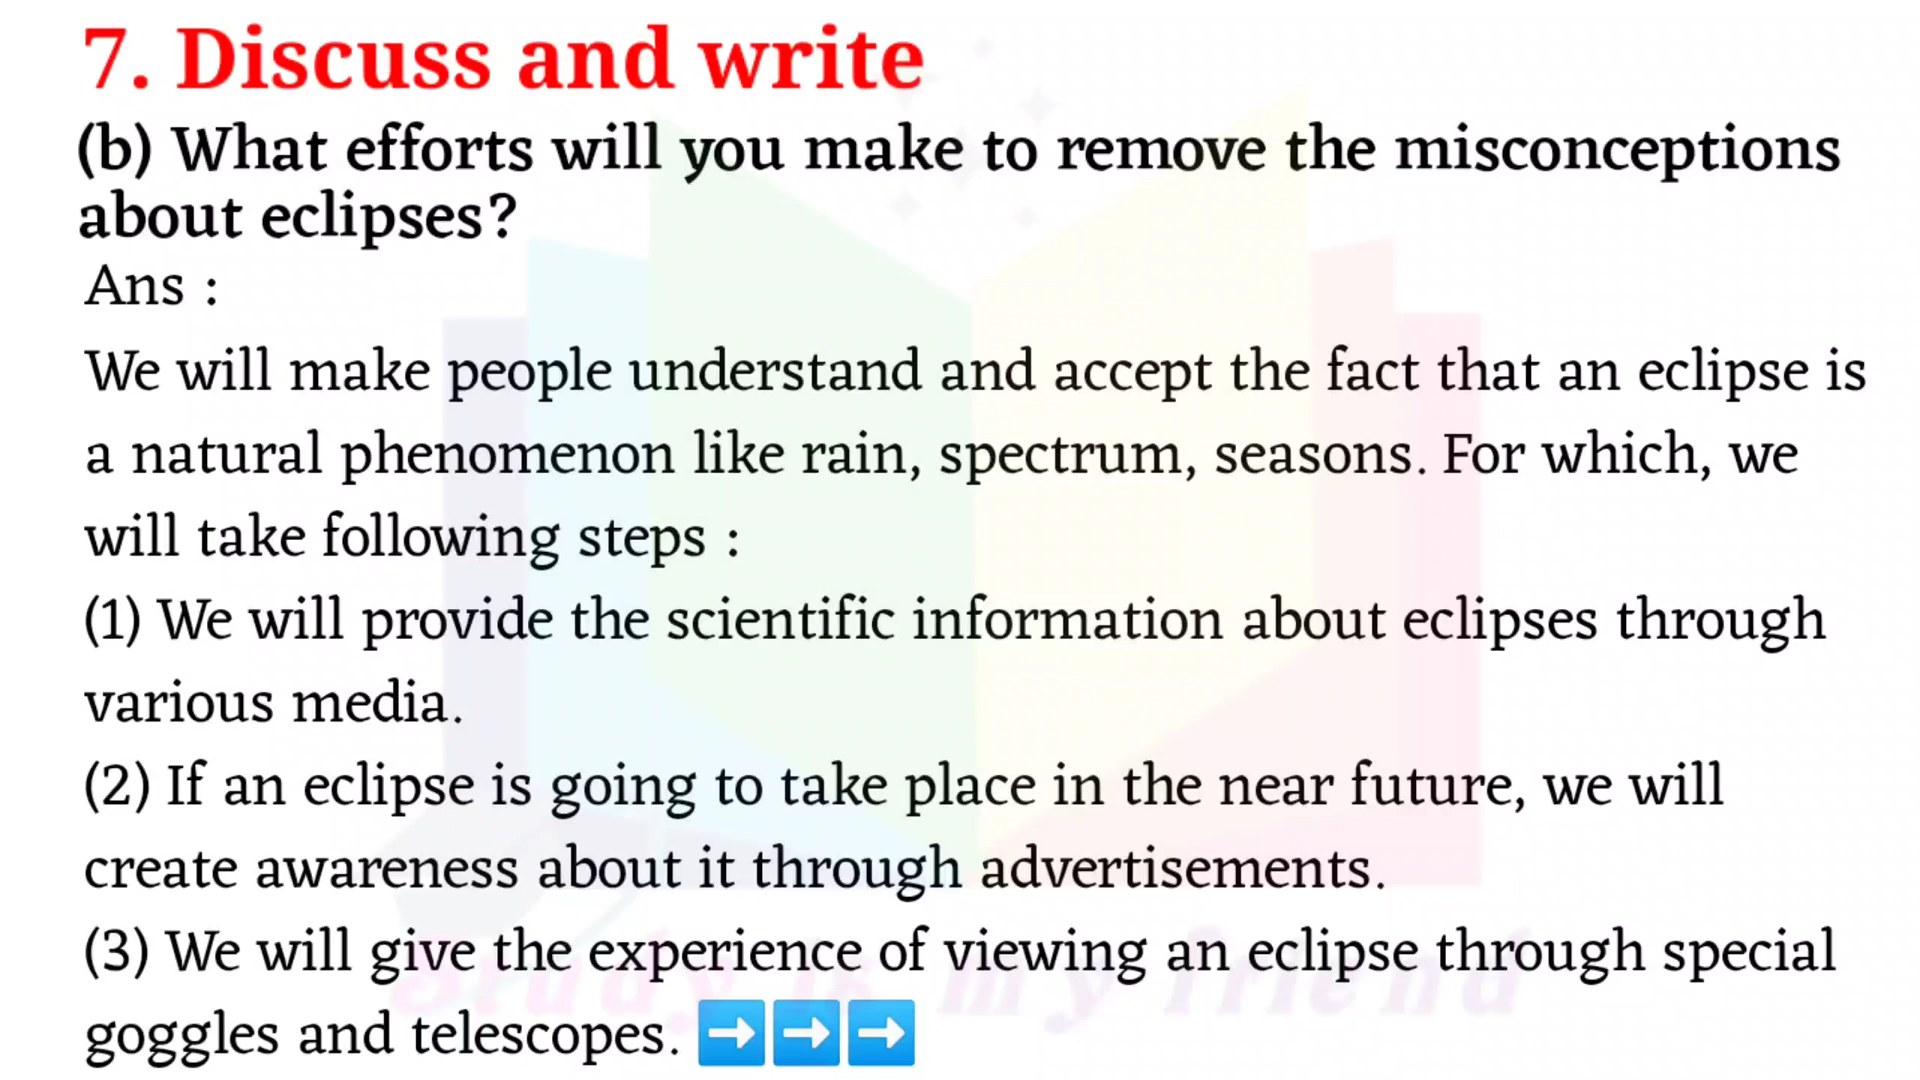 7. Discuss and write
(b) What efforts will you make to remove the misconceptions
about eclipses?
Ans :
We will make people understand and accept the fact that an eclipse is
a natural phenomenon like rain, spectrum, seasons. For which, we
will take following steps :
(1) We will provide the scientific information about eclipses through
various media.
(2) If an eclipse is going to take place in the near future, we will
create awareness about it through advertisements.
(3) We will give the experience of viewing an eclipse through special
goggles and telescopes. ➡️➡️➡️
Study is my friend